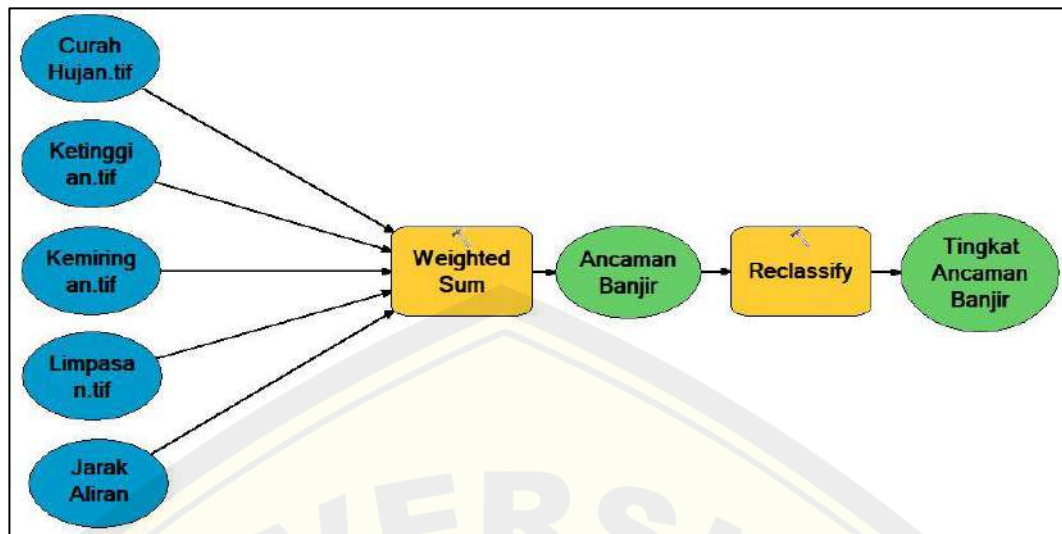 Curah
Hujan.tif
Ketinggi
an.tif
Kemiring
an.tif
Limpasa
n.tif
Jarak
Aliran
Weighted
Sum
Ancaman
Banjir
Reclassify
Tingkat
Ancaman
Banjir
VERSI